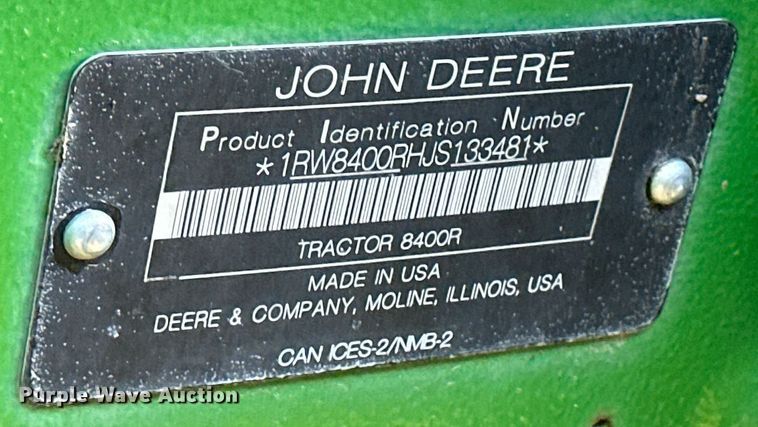 JOHN DEERE
Product Identification Number
*1RW8400RHJS133481*
TRACTOR 8400R
MADE IN USA
DEERE & COMPANY, MOLINE, ILLINOIS, USA
CAN ICES-2/NMB-2
Purple Wave Auction